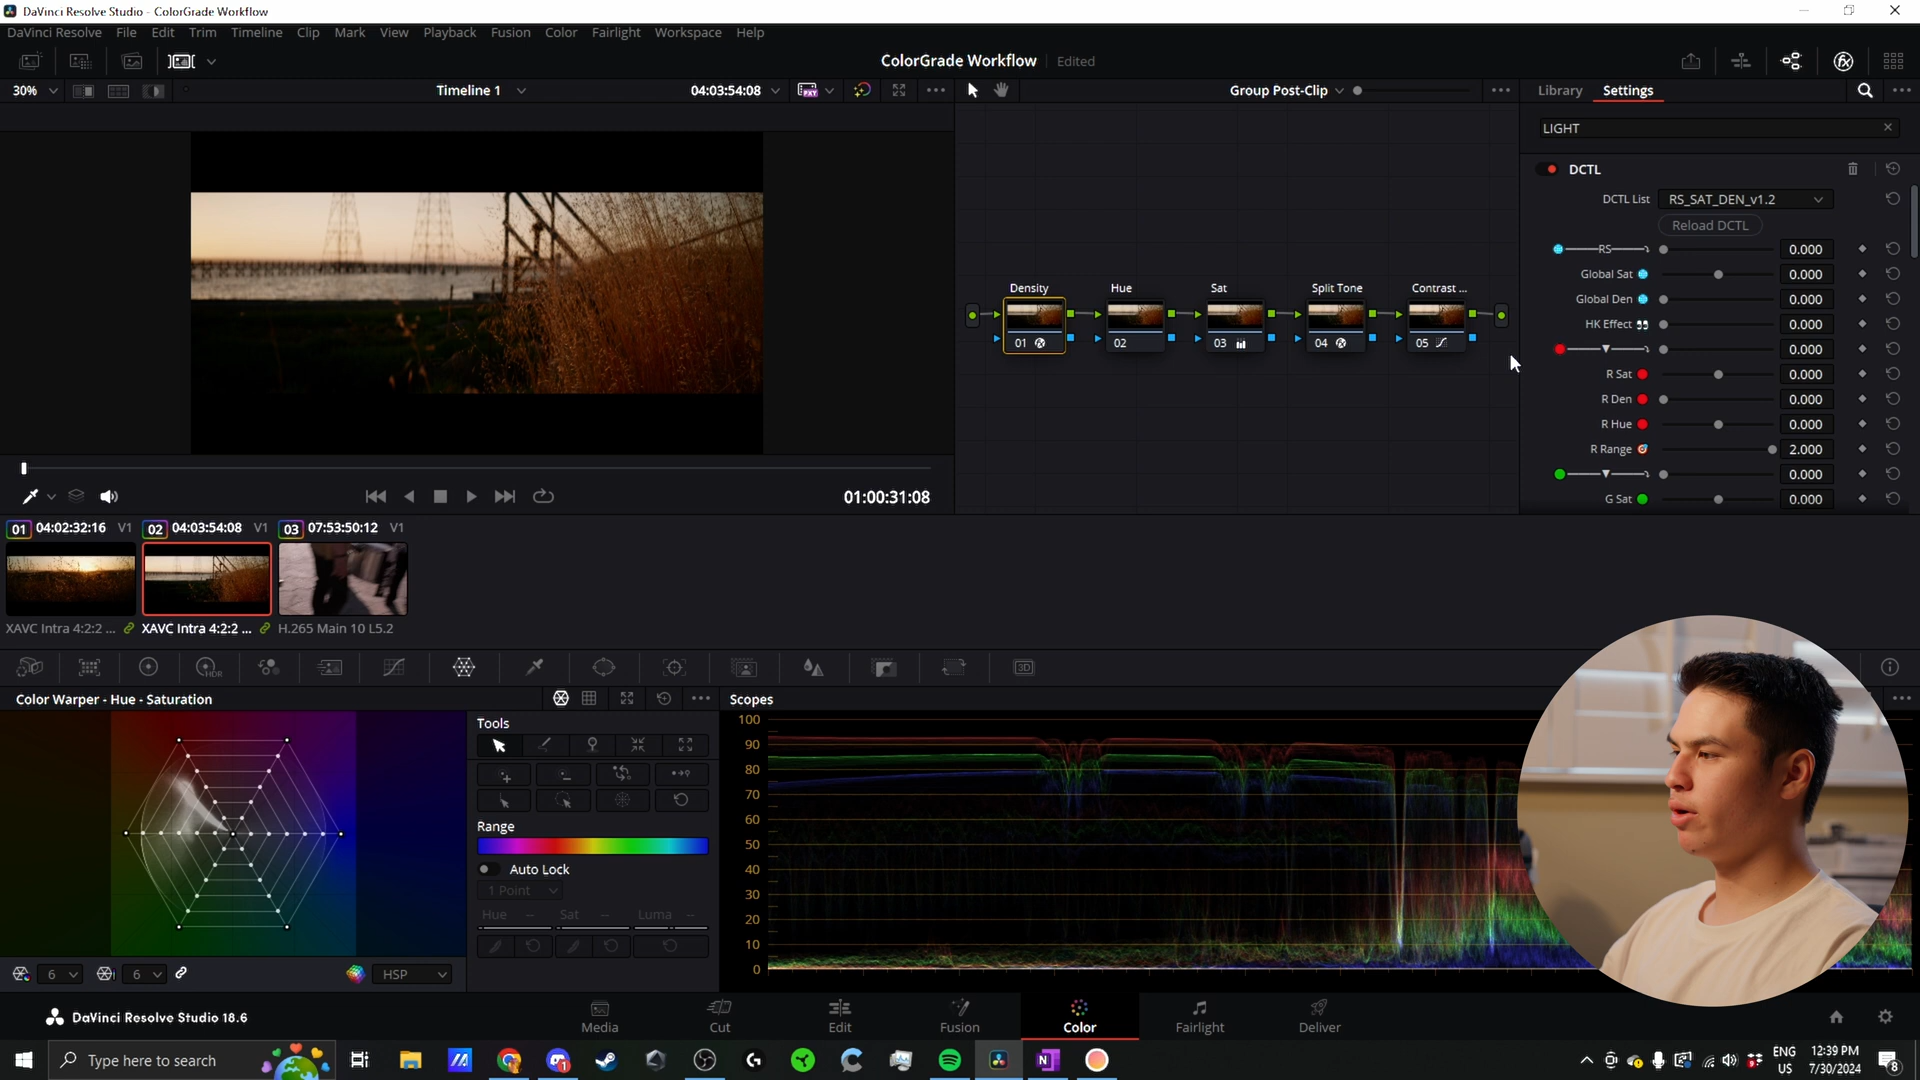 DaVinci Resolve Studio - ColorGrade Workflow
DaVinci Resolve File Edit Trim Timeline Clip Mark View Playback Fusion Color Fairlight Workspace Help
ColorGrade Workflow Edited
30% Timeline 1 04:03:54:08 Group Post-Clip Library Settings
LIGHT
DCTL
DCTL List RS_SAT_DEN_v1.2
Reload DCTL
RS 0.000
Global Sat 0.000
Global Den 0.000
HK Effect 0.000
0.000
R Sat 0.000
R Den 0.000
R Hue 0.000
R Range 2.000
0.000
G Sat 0.000
Density Hue Sat Split Tone Contrast ...
01 02 03 04 05
01:00:31:08
01 04:02:32:16 V1 02 04:03:54:08 V1 03 07:53:50:12 V1
XAVC Intra 4:2:2 ... XAVC Intra 4:2:2 ... H.265 Main 10 L5.2
HDR 3D
Color Warper - Hue - Saturation
Tools
Range
Auto Lock
1 Point
Hue -- Sat -- Luma --
6 6 HSP
Scopes
100
90
80
70
60
50
40
30
20
10
0
DaVinci Resolve Studio 18.6
Media Cut Edit Fusion Color Fairlight Deliver
Type here to search
ENG
US
12:39 PM
7/30/2024
8